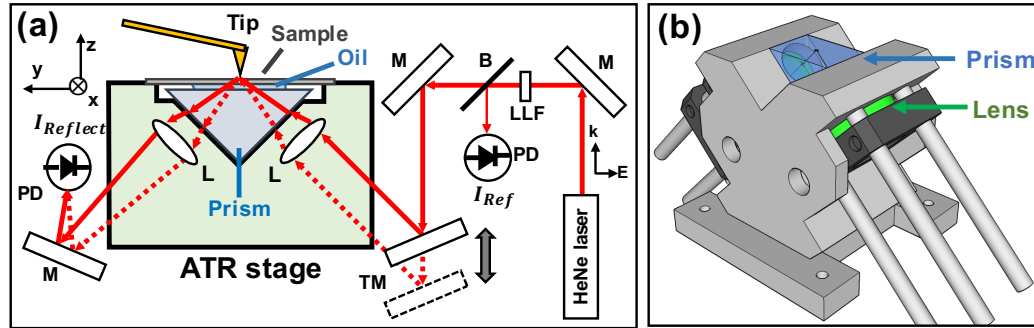 (a)
Tip
Sample
Oil
z
y
x
M
B
M
LLF
I_Reflect
PD
I_Ref
k
E
PD
L
L
Prism
HeNe laser
M
ATR stage
TM
(b)
Prism
Lens